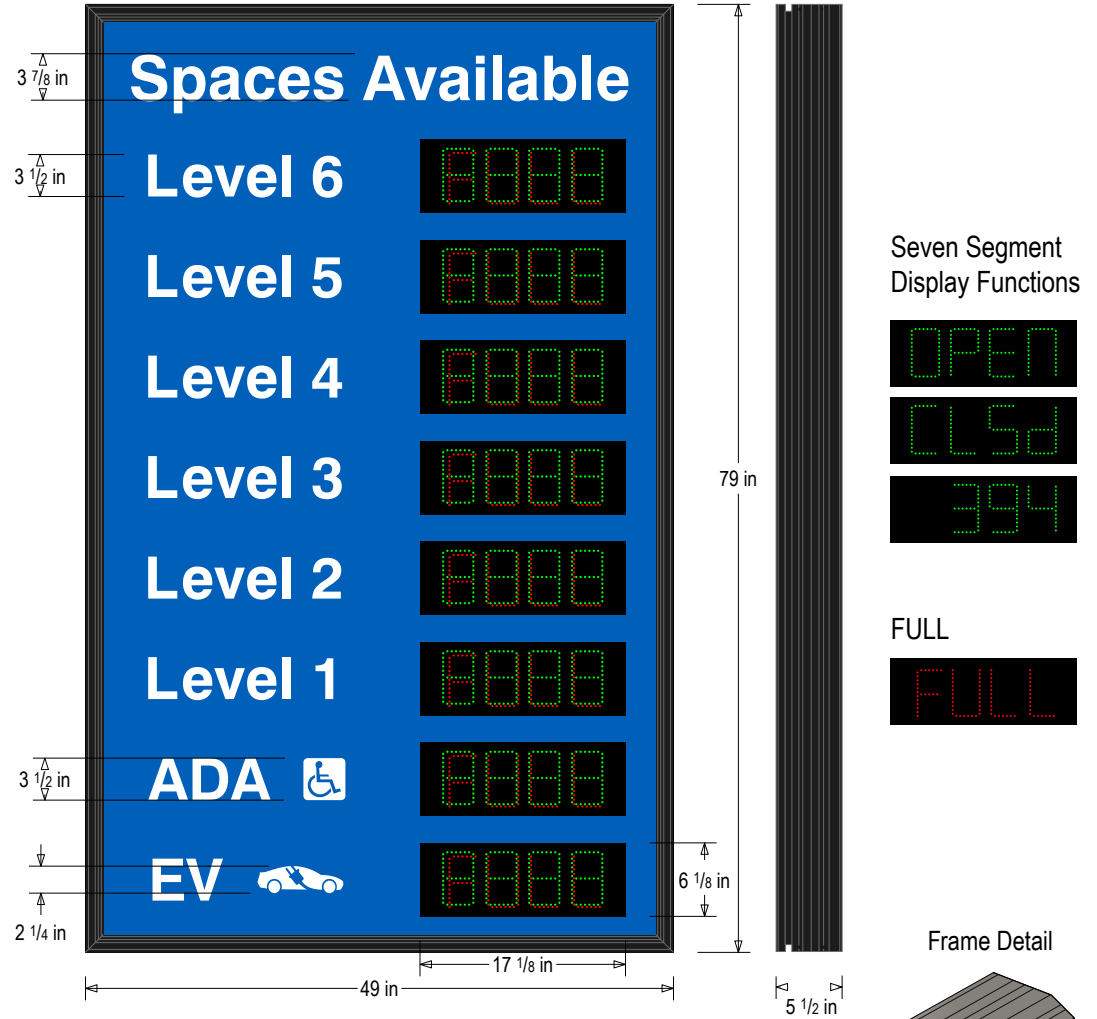 Spaces Available
3 7/8 in
Level 6
3 1/2 in
Level 5
Level 4
Level 3
Level 2
Level 1
ADA
3 1/2 in
EV
2 1/4 in
6 1/8 in
17 1/8 in
49 in
79 in
5 1/2 in
Seven Segment
Display Functions
OPEN
CLSd
394
FULL
FULL
Frame Detail